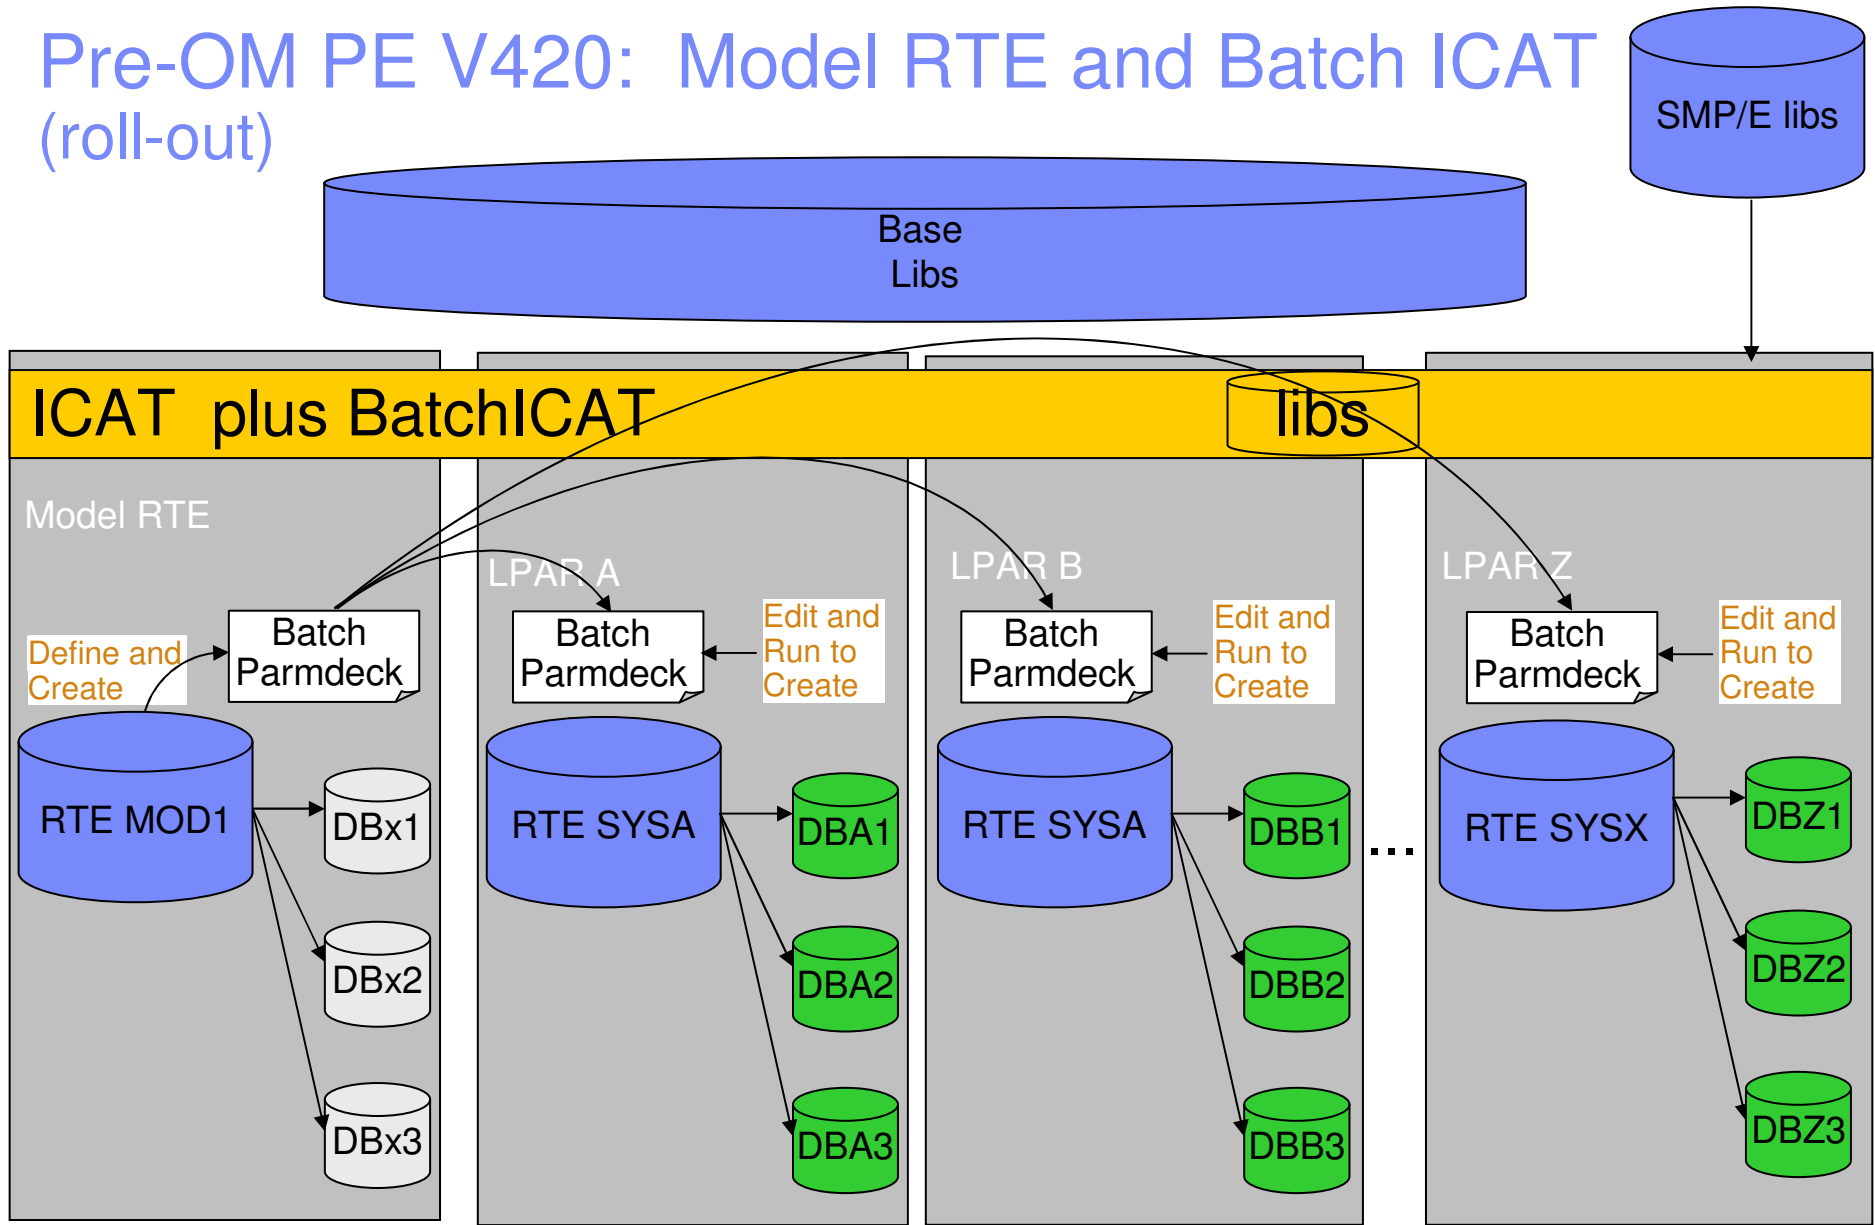 Pre-OM PE V420: Model RTE and Batch ICAT
(roll-out)
SMP/E libs
Base
Libs
ICAT plus BatchICAT
libs
Model RTE
Define and
Create
Batch
Parmdeck
RTE MOD1
DBx1
DBx2
DBx3
LPAR A
Batch
Parmdeck
Edit and
Run to
Create
RTE SYSA
DBA1
DBA2
DBA3
LPAR B
Batch
Parmdeck
Edit and
Run to
Create
RTE SYSA
DBB1
DBB2
DBB3
...
LPAR Z
Batch
Parmdeck
Edit and
Run to
Create
RTE SYSX
DBZ1
DBZ2
DBZ3